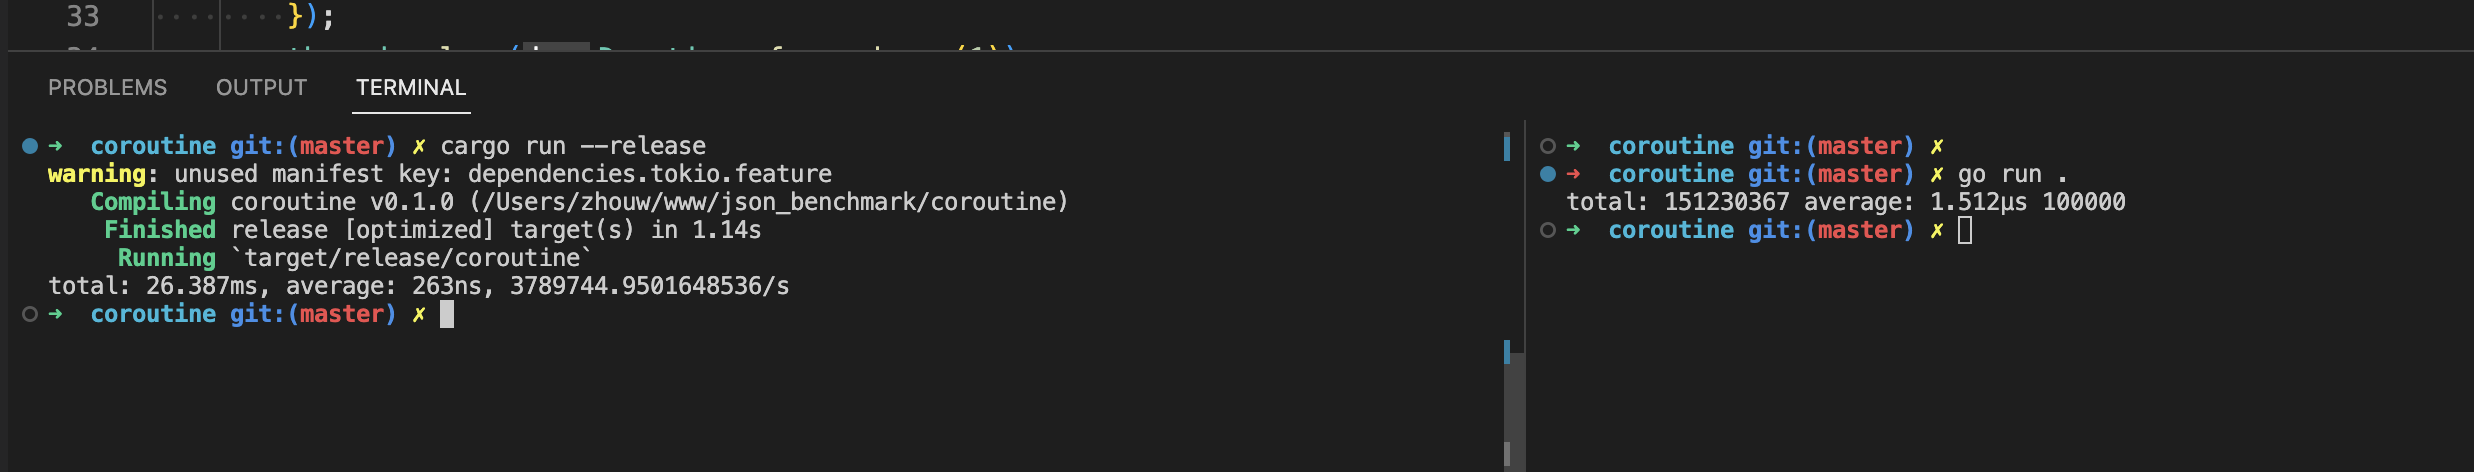 33 });
PROBLEMS OUTPUT TERMINAL
➜ coroutine git:(master) ✗ cargo run --release
warning: unused manifest key: dependencies.tokio.feature
Compiling coroutine v0.1.0 (/Users/zhouw/www/json_benchmark/coroutine)
Finished release [optimized] target(s) in 1.14s
Running `target/release/coroutine`
total: 26.387ms, average: 263ns, 3789744.9501648536/s
➜ coroutine git:(master) ✗
➜ coroutine git:(master) ✗
➜ coroutine git:(master) ✗ go run .
total: 151230367 average: 1.512µs 100000
➜ coroutine git:(master) ✗